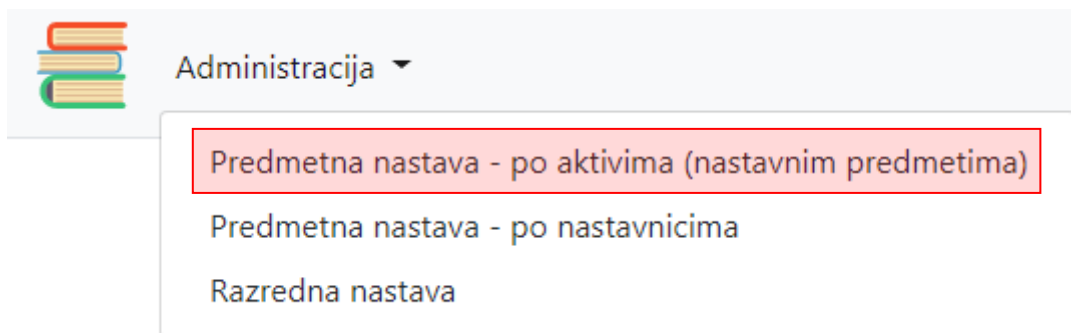 Administracija
Predmetna nastava - po aktivima (nastavnim predmetima)
Predmetna nastava - po nastavnicima
Razredna nastava